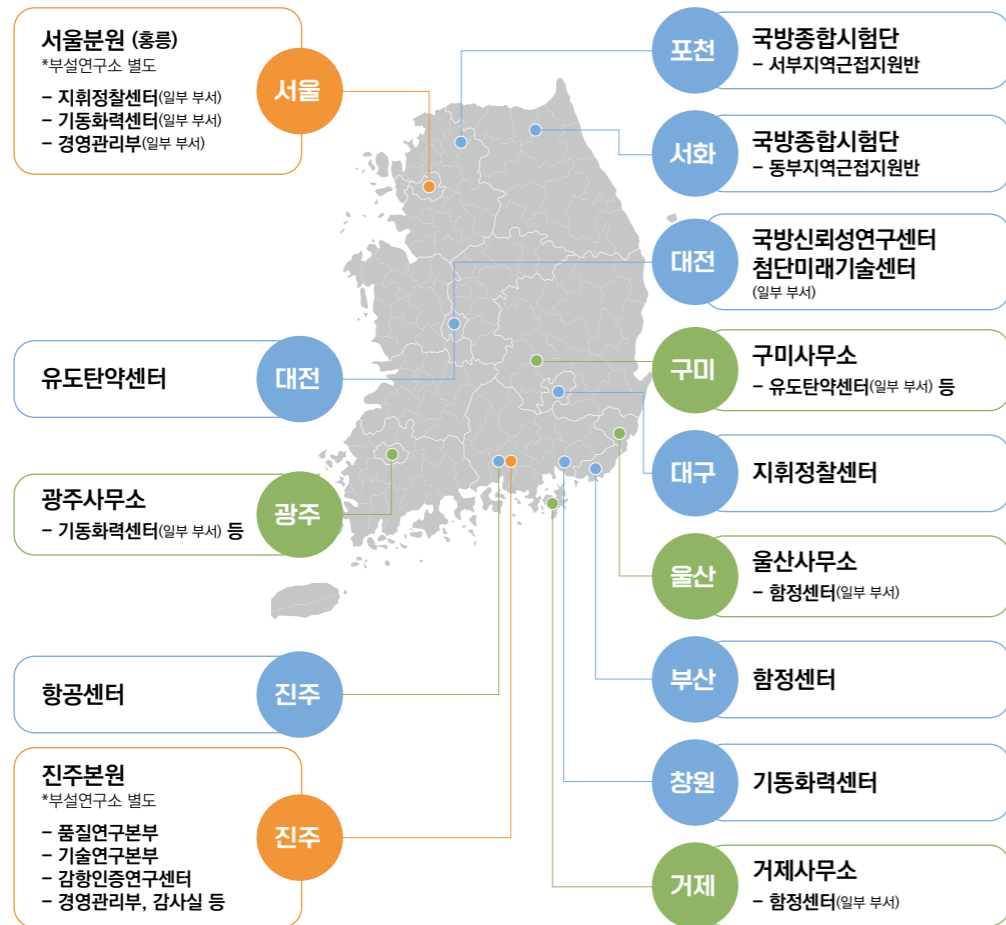 서울분원 (홍릉)
*부설연구소 별도
– 지휘정찰센터(일부 부서)
– 기동화력센터(일부 부서)
– 경영관리부(일부 부서)
서울
유도탄약센터
대전
광주사무소
– 기동화력센터(일부 부서) 등
광주
항공센터
진주
진주본원
*부설연구소 별도
– 품질연구본부
– 기술연구본부
– 감항인증연구센터
– 경영관리부, 감사실 등
진주
포천
국방종합시험단
– 서부지역근접지원반
서화
국방종합시험단
– 동부지역근접지원반
대전
국방신뢰성연구센터
첨단미래기술센터
(일부 부서)
구미
구미사무소
– 유도탄약센터(일부 부서) 등
대구
지휘정찰센터
울산
울산사무소
– 함정센터(일부 부서)
부산
함정센터
창원
기동화력센터
거제
거제사무소
– 함정센터(일부 부서)